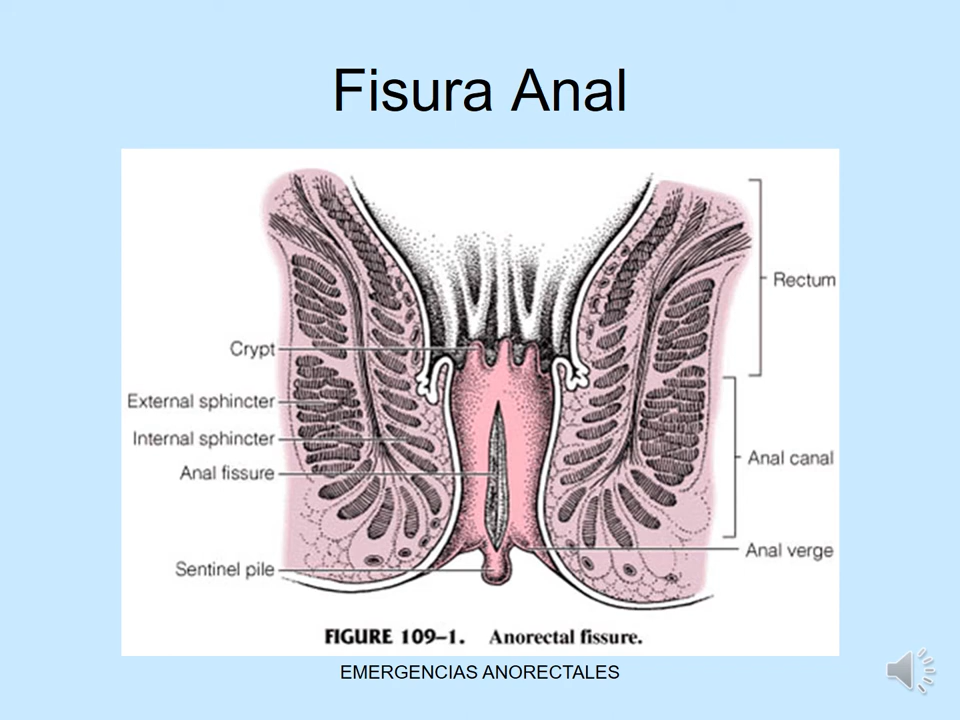 Fisura Anal
Rectum
Crypt
External sphincter
Internal sphincter
Anal canal
Anal fissure
Anal verge
Sentinel pile
FIGURE 109–1. Anorectal fissure.
EMERGENCIAS ANORECTALES